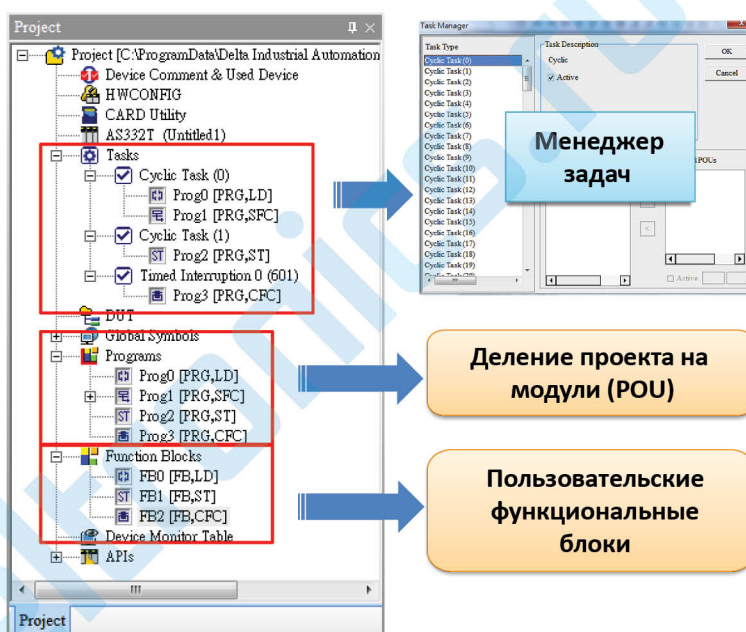 Project
Project [C:\ProgramData\Delta Industrial Automation
Device Comment & Used Device
HWCONFIG
CARD Utility
AS332T (Untitled1)
Tasks
Cyclic Task (0)
Prog0 [PRG,LD]
Prog1 [PRG,SFC]
Cyclic Task (1)
ST Prog2 [PRG,ST]
Timed Interruption 0 (601)
Prog3 [PRG,CFC]
DUT
Global Symbols
Programs
Prog0 [PRG,LD]
Prog1 [PRG,SFC]
ST Prog2 [PRG,ST]
Prog3 [PRG,CFC]
Function Blocks
FB0 [FB,LD]
ST FB1 [FB,ST]
FB2 [FB,CFC]
Device Monitor Table
APIs
Project
Task Manager
Task Type
Cyclic Task(0)
Cyclic Task(1)
Cyclic Task(2)
Cyclic Task(3)
Cyclic Task(4)
Cyclic Task(5)
Cyclic Task(6)
Cyclic Task(7)
Cyclic Task(8)
Cyclic Task(9)
Cyclic Task(10)
Cyclic Task(11)
Cyclic Task(12)
Cyclic Task(13)
Cyclic Task(14)
Cyclic Task(15)
Cyclic Task(16)
Cyclic Task(17)
Cyclic Task(18)
Cyclic Task(19)
Task Description
Cyclic
Active
OK
Cancel
POUs
<
Active
Менеджер
задач
Деление проекта на
модули (POU)
Пользовательские
функциональные
блоки